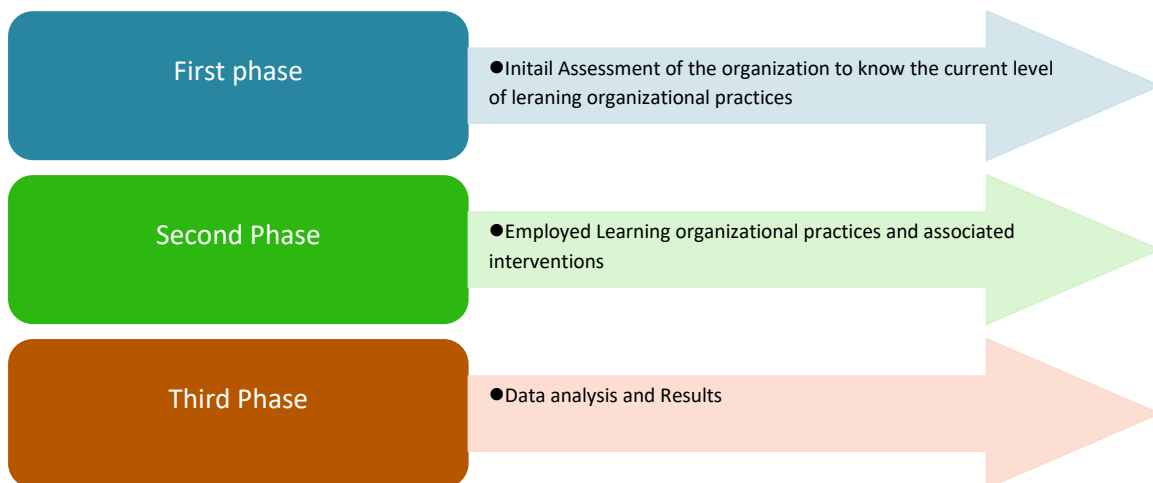 First phase
●Initail Assessment of the organization to know the current level
of leraning organizational practices
Second Phase
●Employed Learning organizational practices and associated
interventions
Third Phase
●Data analysis and Results